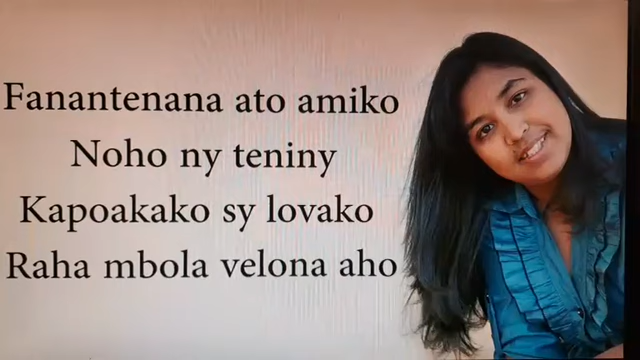 Fanantenana ato amiko
Noho ny teniny
Kapoakako sy lovako
Raha mbola velona aho